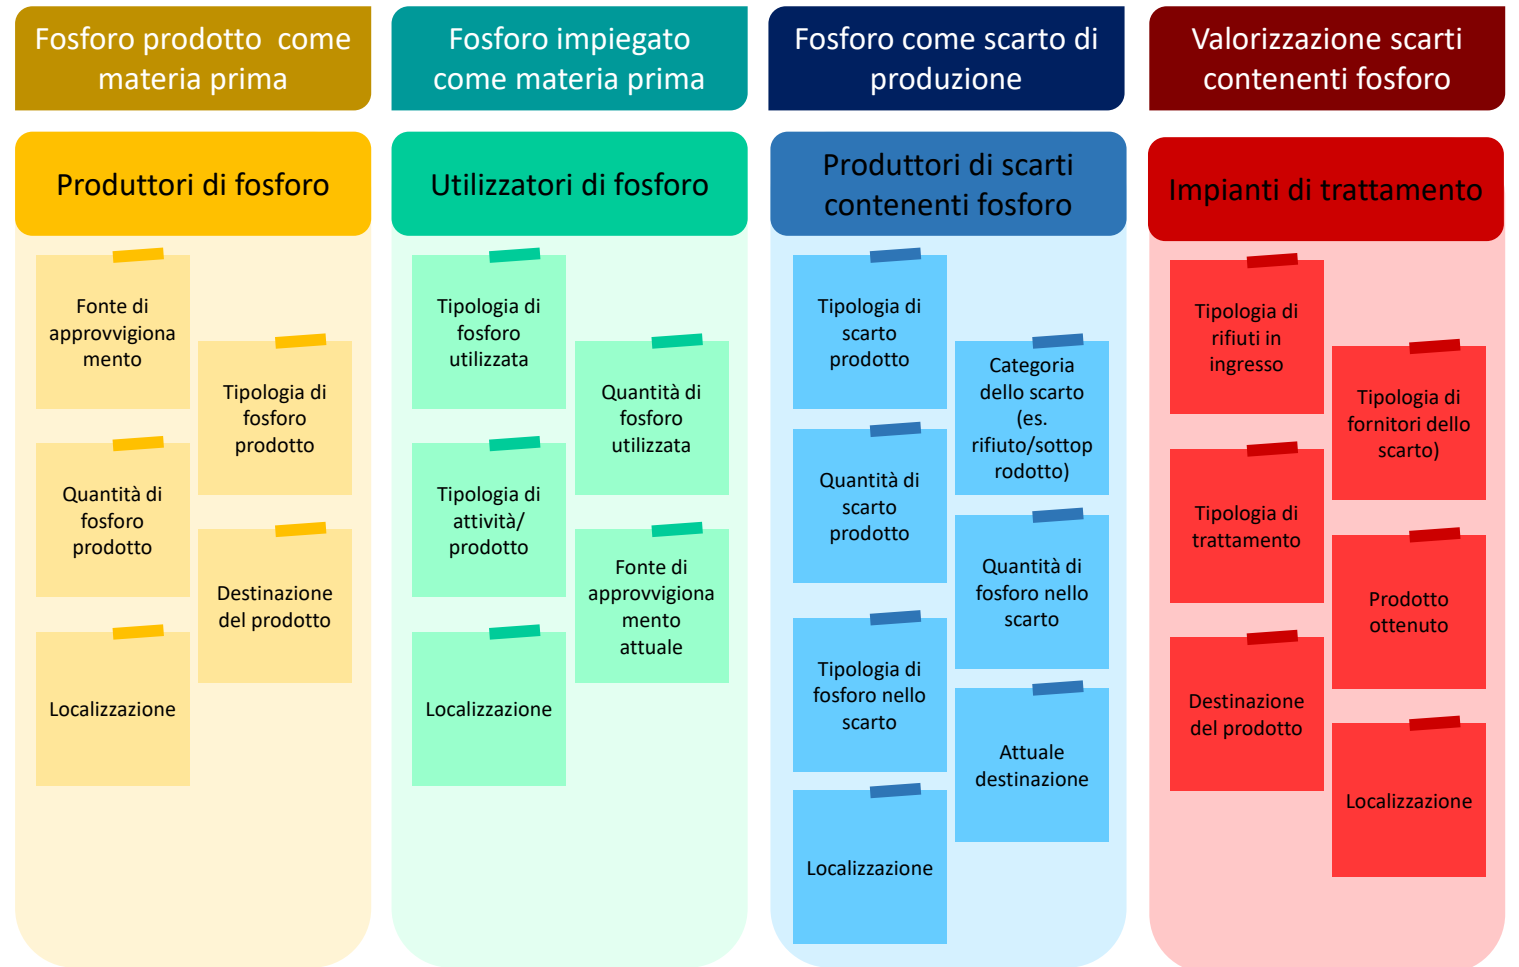 Fosforo prodotto come
materia prima
Fosforo impiegato
come materia prima
Fosforo come scarto di
produzione
Valorizzazione scarti
contenenti fosforo
Produttori di fosforo
Utilizzatori di fosforo
Produttori di scarti
contenenti fosforo
Impianti di trattamento
Fonte di
approvvigiona
mento
Tipologia di
fosforo
prodotto
Quantità di
fosforo
prodotto
Destinazione
del prodotto
Localizzazione
Tipologia di
fosforo
utilizzata
Quantità di
fosforo
utilizzata
Tipologia di
attività/
prodotto
Fonte di
approvvigiona
mento
attuale
Localizzazione
Tipologia di
scarto
prodotto
Categoria
dello scarto
(es.
rifiuto/sottop
rodotto)
Quantità di
scarto
prodotto
Quantità di
fosforo nello
scarto
Tipologia di
fosforo nello
scarto
Attuale
destinazione
Localizzazione
Tipologia di
rifiuti in
ingresso
Tipologia di
fornitori dello
scarto)
Tipologia di
trattamento
Prodotto
ottenuto
Destinazione
del prodotto
Localizzazione